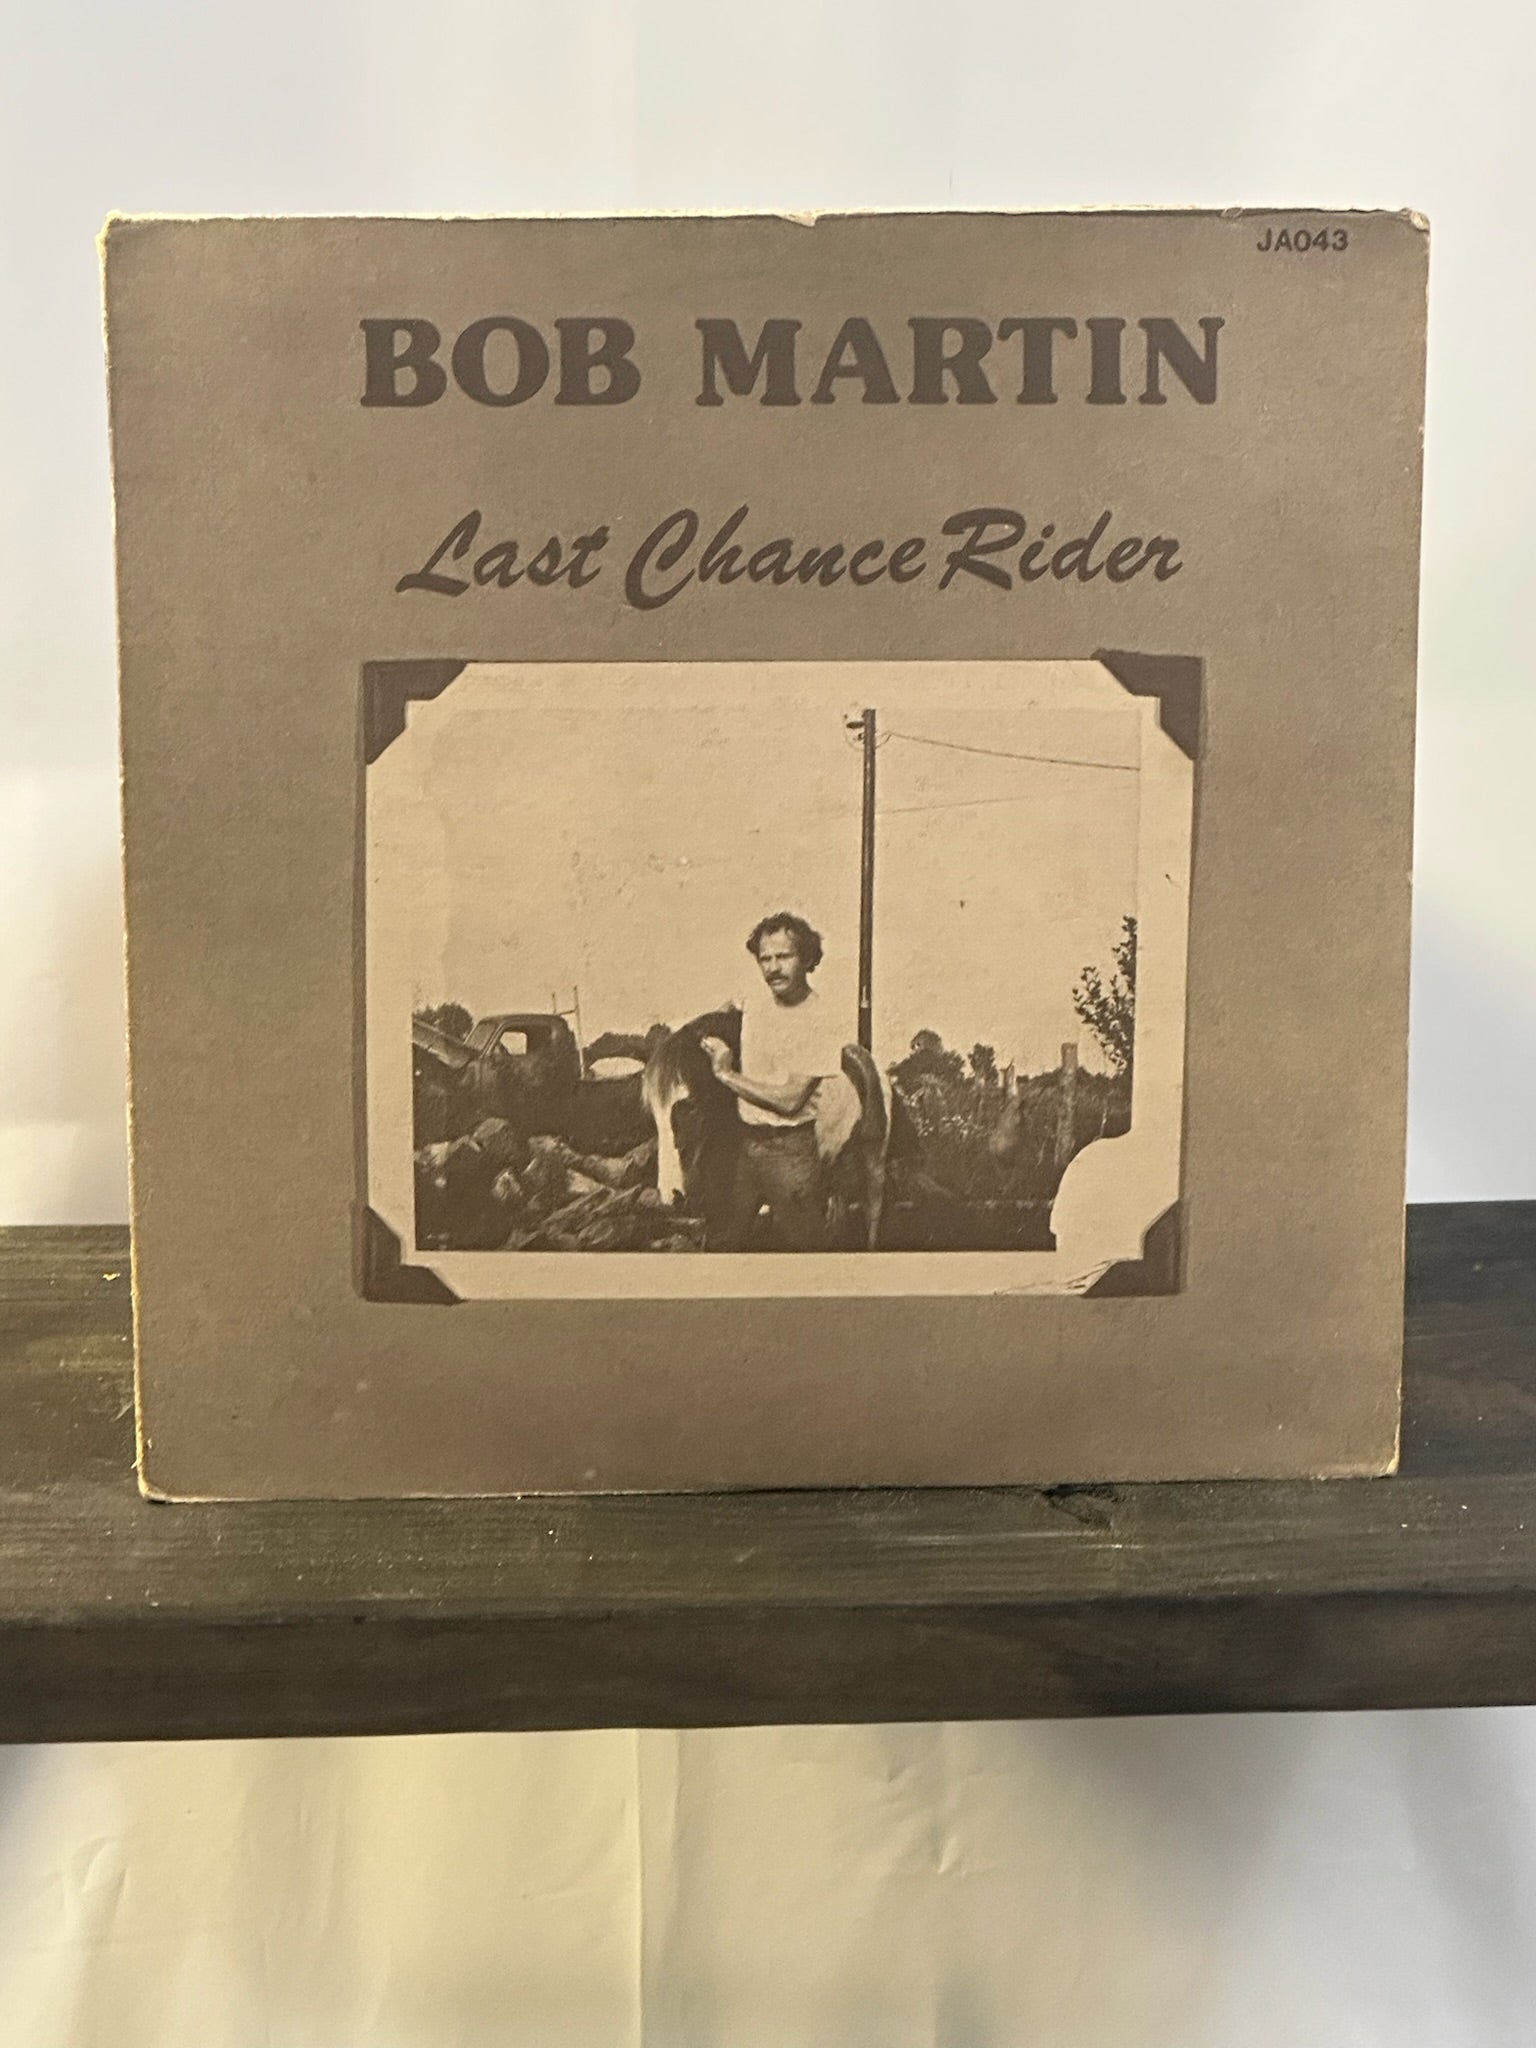 JA043
BOB MARTIN
Last Chance Rider